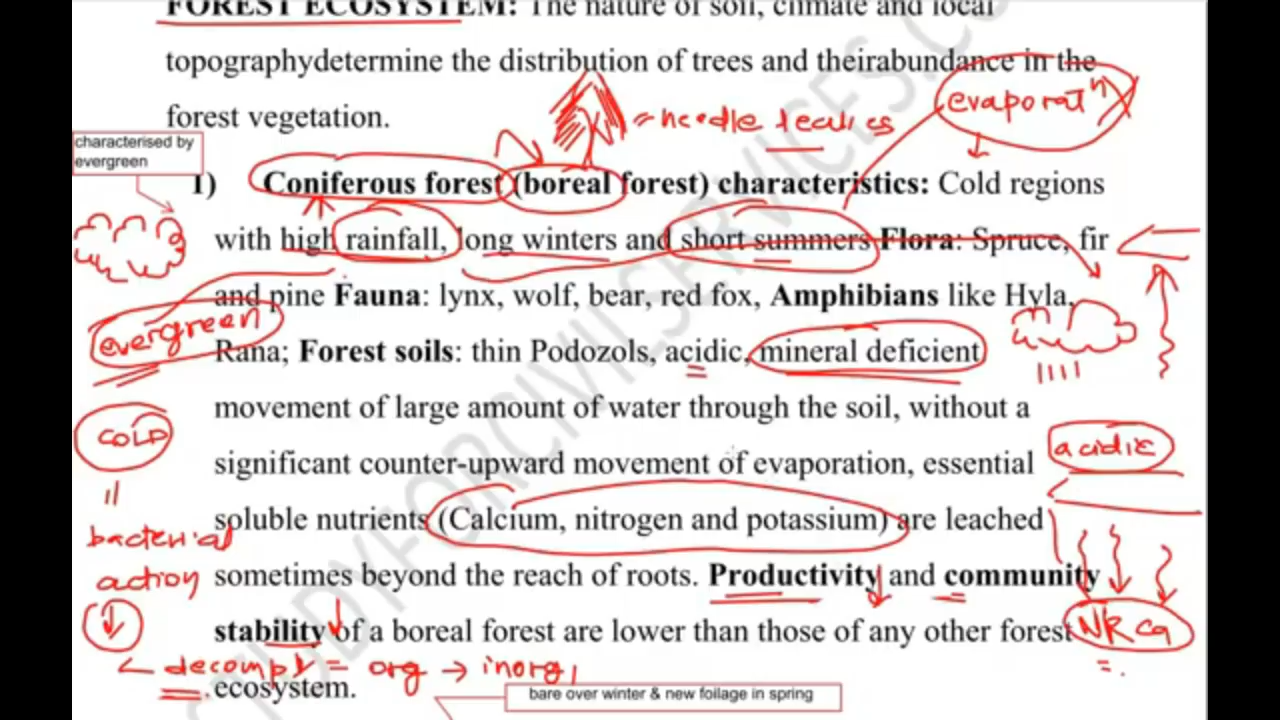 FOREST ECOSYSTEM: The nature of soil, climate and local
topographydetermine the distribution of trees and theirabundance in the
evaporatn
forest vegetation.
= needle leaves
characterised by
evergreen
1) Coniferous forest (boreal forest) characteristics: Cold regions
with high rainfall, long winters and short summers Flora: Spruce, fir
and pine Fauna: lynx, wolf, bear, red fox, Amphibians like Hyla,
evergreen
Rana; Forest soils: thin Podozols, acidic, mineral deficient
movement of large amount of water through the soil, without a
COLD
acidic
significant counter-upward movement of evaporation, essential
soluble nutrients (Calcium, nitrogen and potassium) are leached
bacterial
action
sometimes beyond the reach of roots. Productivity and community
stability of a boreal forest are lower than those of any other forest
org → inorg
ecosystem.
bare over winter & new foilage in spring
STUDYFORCIVILSERVICES.CO